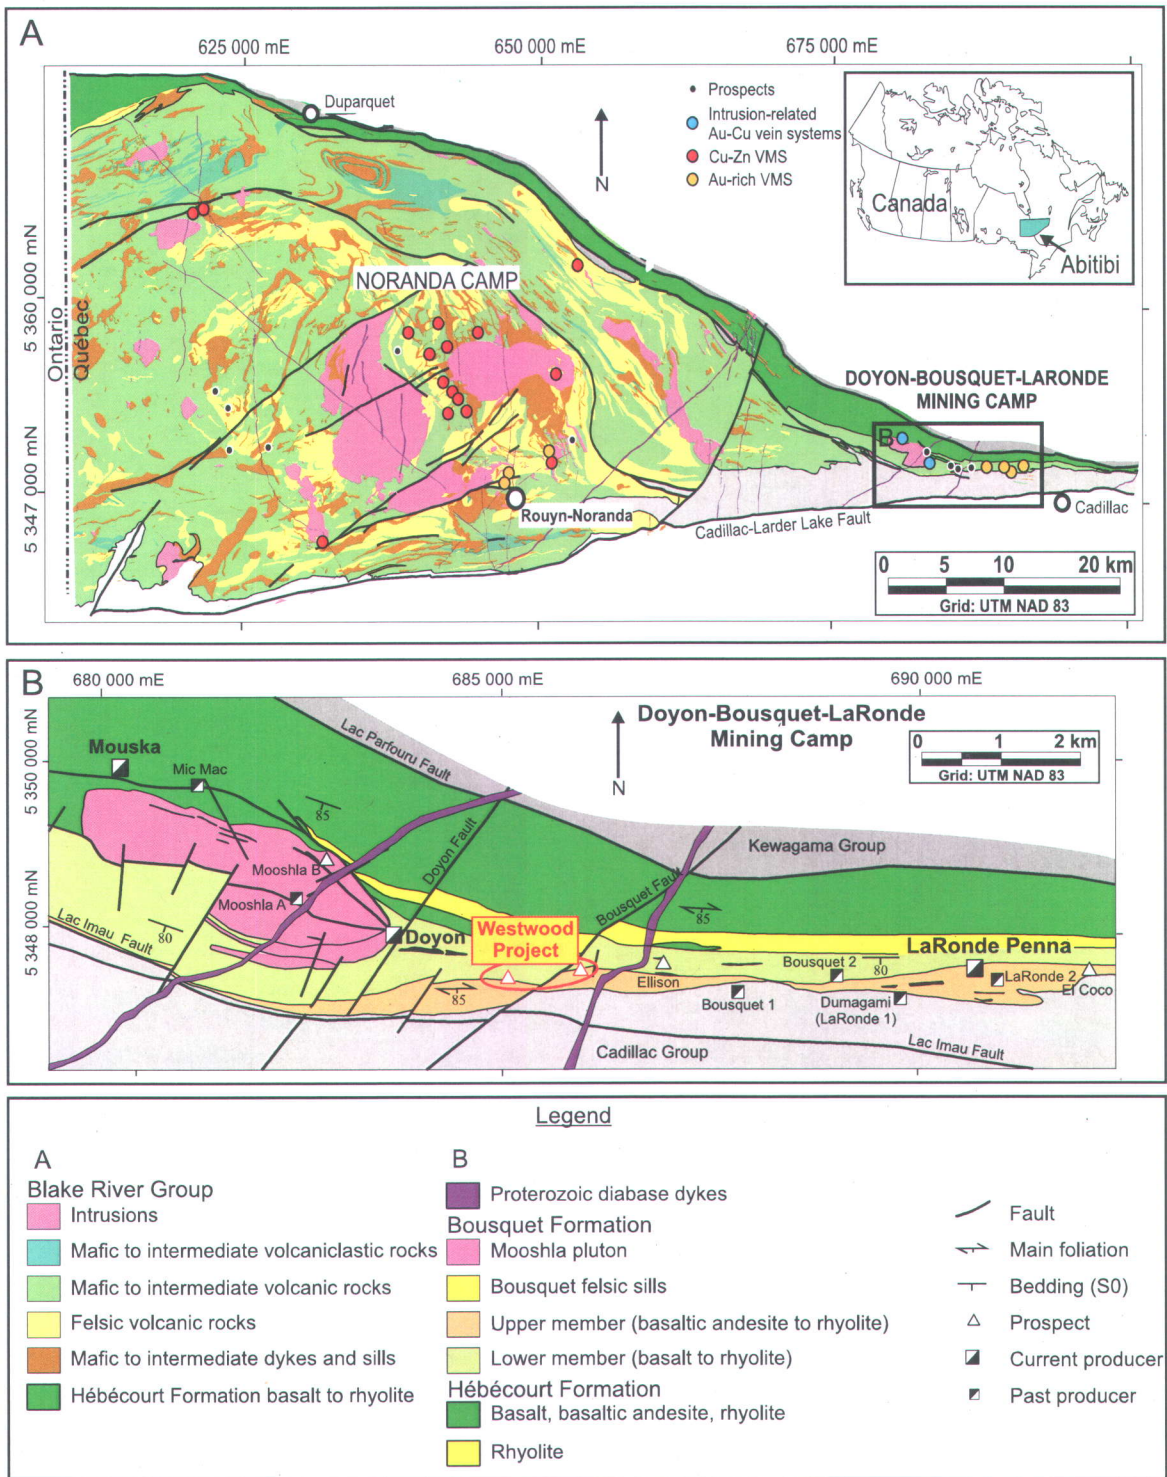 A
625 000 mE
650 000 mE
675 000 mE
Duparquet
Prospects
Intrusion-related
Au-Cu vein systems
Cu-Zn VMS
Au-rich VMS
N
Canada
Abitibi
5 360 000 mN
5 347 000 mN
Ontario
Québec
NORANDA CAMP
DOYON-BOUSQUET-LARONDE
MINING CAMP
B
Rouyn-Noranda
Cadillac-Larder Lake Fault
Cadillac
0 5 10 20 km
Grid: UTM NAD 83
B
680 000 mE
685 000 mE
690 000 mE
5 350 000 mN
5 348 000 mN
Doyon-Bousquet-LaRonde
Mining Camp
N
0 1 2 km
Grid: UTM NAD 83
Mouska
Mic Mac
Lac Parfouru Fault
85
Kewagama Group
Mooshla B
Mooshla A
Doyon Fault
Bousquet Fault
85
80
Lac Imau Fault
Doyon
Westwood
Project
LaRonde Penna
Bousquet 2
80
Ellison
LaRonde 2
El Coco
85
Bousquet 1
Dumagami
(LaRonde 1)
Cadillac Group
Lac Imau Fault
Legend
A
Blake River Group
Intrusions
Mafic to intermediate volcaniclastic rocks
Mafic to intermediate volcanic rocks
Felsic volcanic rocks
Mafic to intermediate dykes and sills
Hébécourt Formation basalt to rhyolite
B
Proterozoic diabase dykes
Bousquet Formation
Mooshla pluton
Bousquet felsic sills
Upper member (basaltic andesite to rhyolite)
Lower member (basalt to rhyolite)
Hébécourt Formation
Basalt, basaltic andesite, rhyolite
Rhyolite
Fault
Main foliation
Bedding (S0)
Prospect
Current producer
Past producer